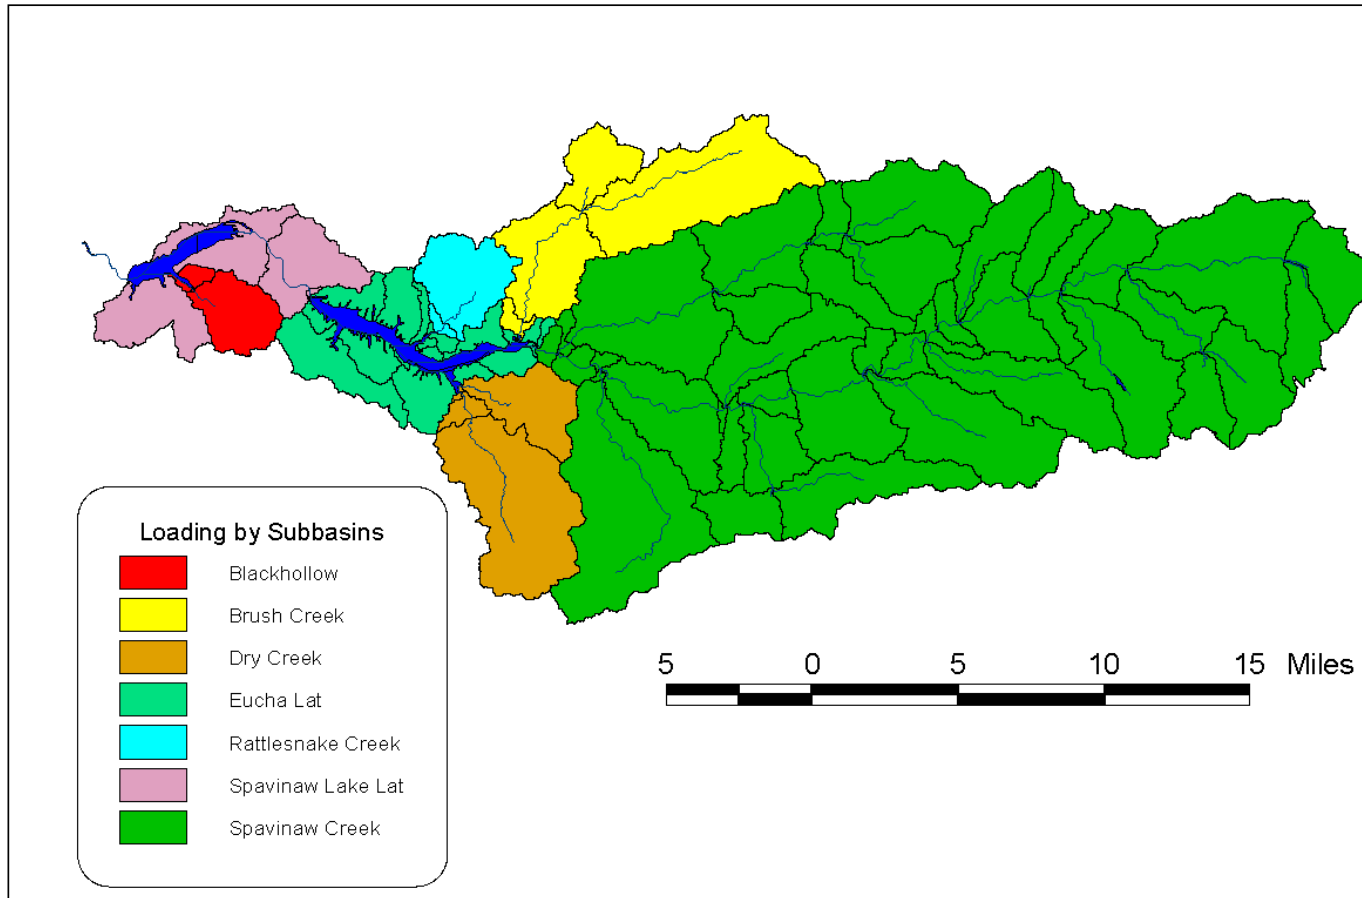 Loading by Subbasins
Blackhollow
Brush Creek
Dry Creek
Eucha Lat
Rattlesnake Creek
Spavinaw Lake Lat
Spavinaw Creek
5 0 5 10 15 Miles